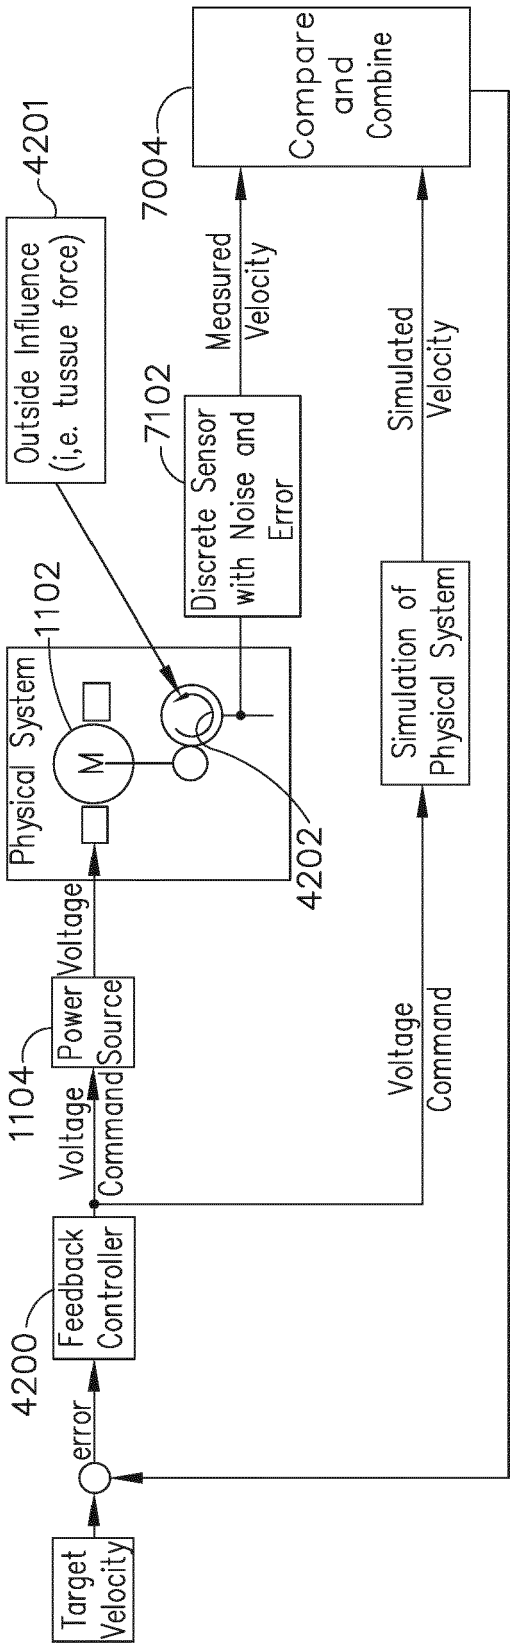 Target
Velocity
error
4200
Feedback
Controller
Voltage
Command
1104
Power
Source
Voltage
Physical System
1102
M
4202
Outside Influence
(i,e. tussue force)
4201
7102
Discrete Sensor
with Noise and
Error
Measured
Velocity
Voltage
Command
Simulation of
Physical System
Simulated
Velocity
7004
Compare
and
Combine